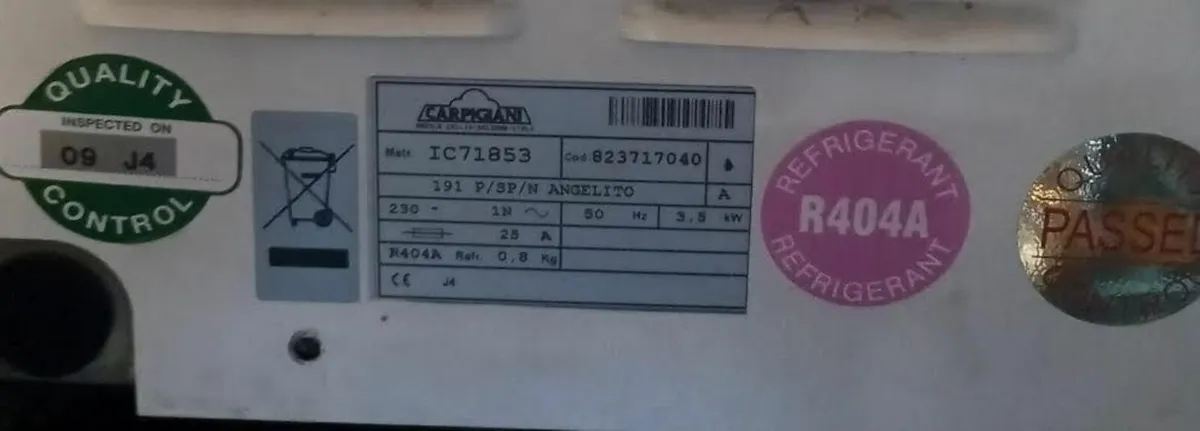 QUALITY
INSPECTED ON
09 J4
CONTROL
CARPIGIANI
Matr. IC71853 Cod. 823717040
191 P/SP/N ANGELITO A
230 - 1N ~ 50 Hz 3.5 kW
25 A
R404A Refr. 0,8 Kg
CE J4
REFRIGERANT
R404A
REFRIGERANT
PASSE